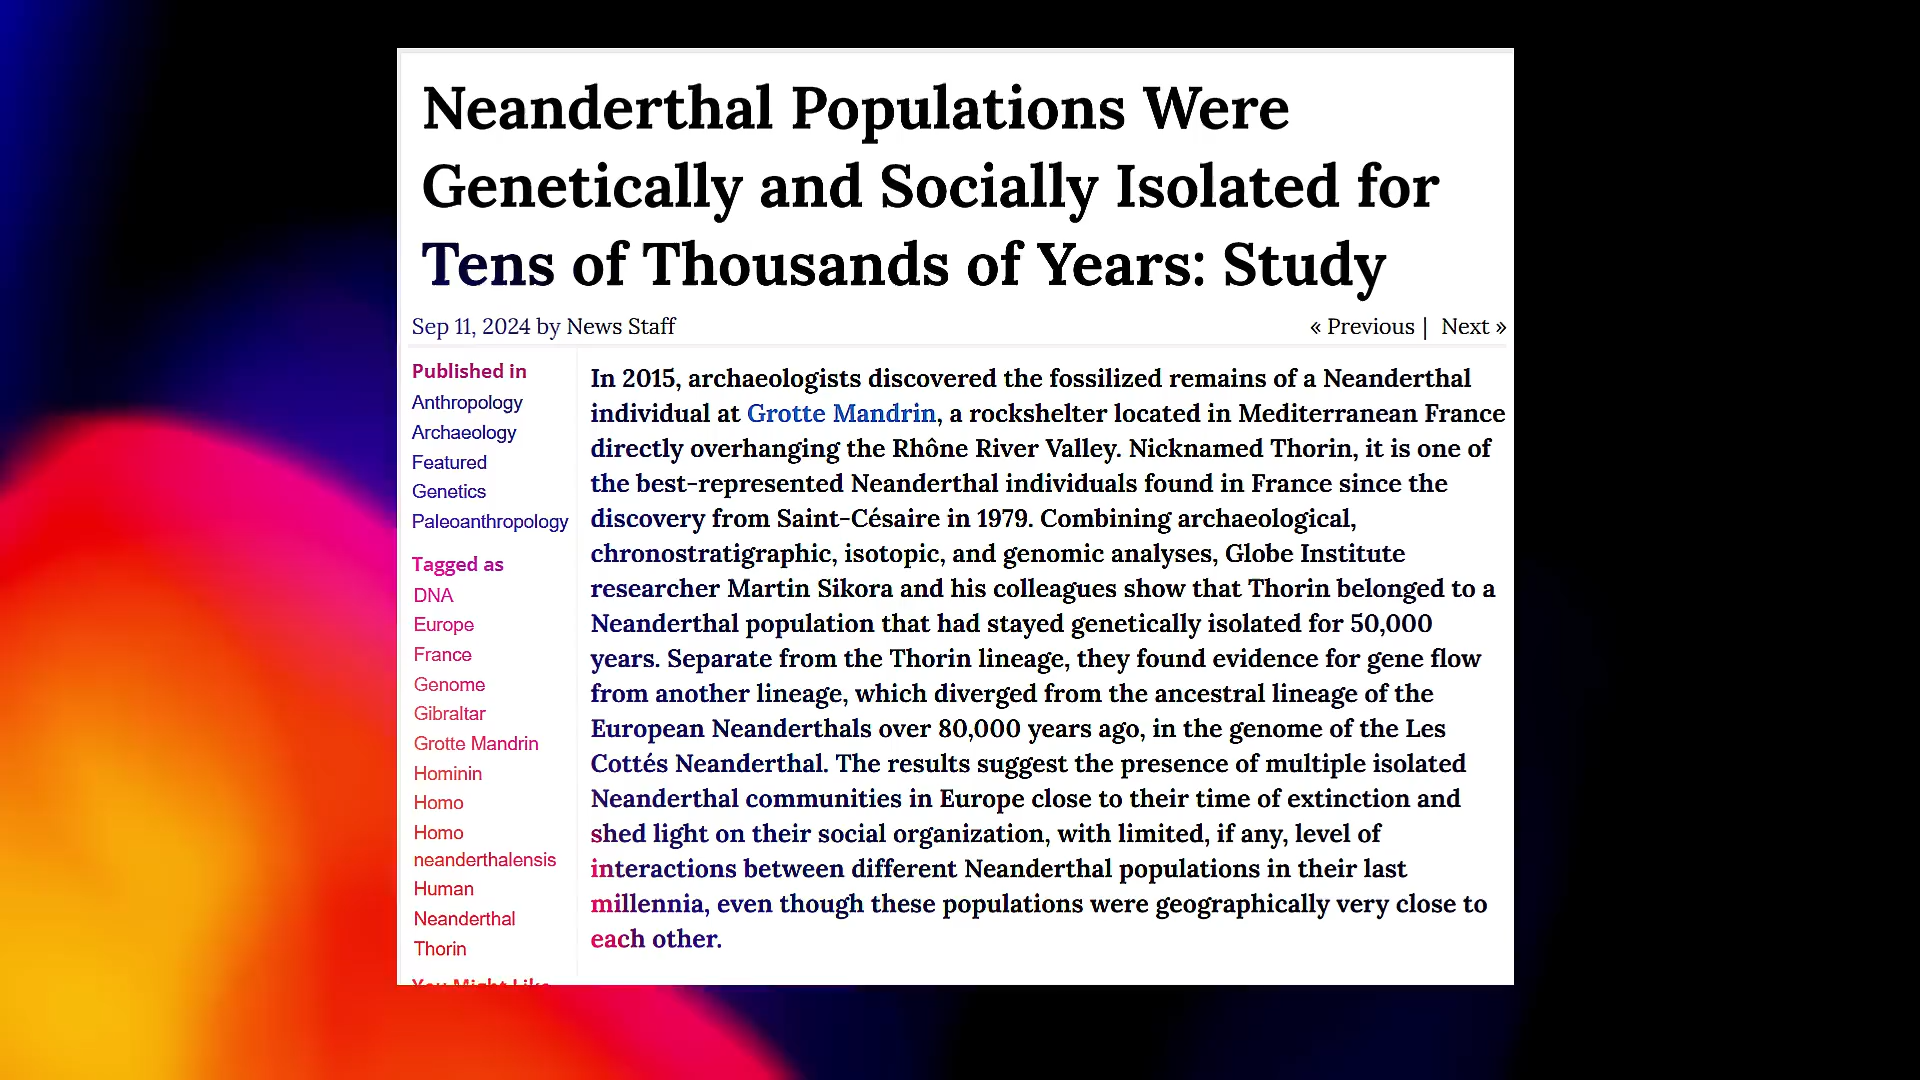 Neanderthal Populations Were
Genetically and Socially Isolated for
Tens of Thousands of Years: Study
Sep 11, 2024 by News Staff
« Previous | Next »
Published in
Anthropology
Archaeology
Featured
Genetics
Paleoanthropology
Tagged as
DNA
Europe
France
Genome
Gibraltar
Grotte Mandrin
Hominin
Homo
Homo
neanderthalensis
Human
Neanderthal
Thorin
You Might Like
In 2015, archaeologists discovered the fossilized remains of a Neanderthal
individual at Grotte Mandrin, a rockshelter located in Mediterranean France
directly overhanging the Rhône River Valley. Nicknamed Thorin, it is one of
the best-represented Neanderthal individuals found in France since the
discovery from Saint-Césaire in 1979. Combining archaeological,
chronostratigraphic, isotopic, and genomic analyses, Globe Institute
researcher Martin Sikora and his colleagues show that Thorin belonged to a
Neanderthal population that had stayed genetically isolated for 50,000
years. Separate from the Thorin lineage, they found evidence for gene flow
from another lineage, which diverged from the ancestral lineage of the
European Neanderthals over 80,000 years ago, in the genome of the Les
Cottés Neanderthal. The results suggest the presence of multiple isolated
Neanderthal communities in Europe close to their time of extinction and
shed light on their social organization, with limited, if any, level of
interactions between different Neanderthal populations in their last
millennia, even though these populations were geographically very close to
each other.